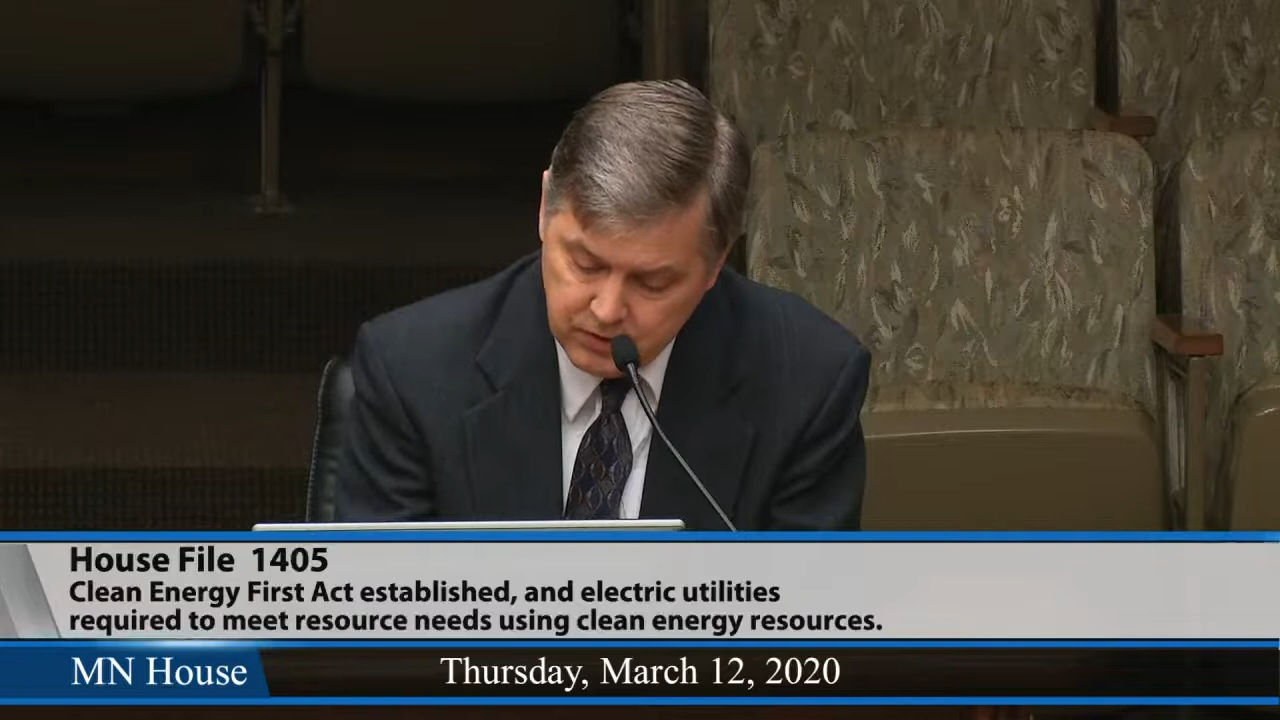 House File 1405
Clean Energy First Act established, and electric utilities
required to meet resource needs using clean energy resources.
MN House Thursday, March 12, 2020